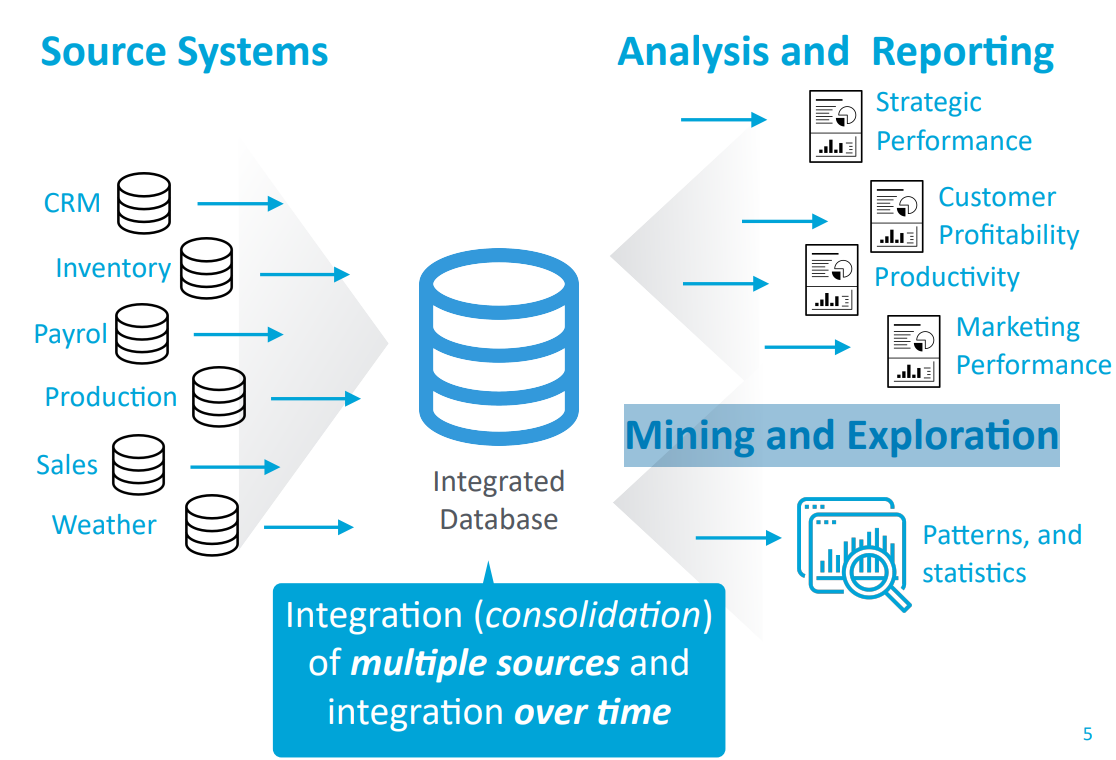 Source Systems
CRM
Inventory
Payrol
Production
Sales
Weather
Integrated
Database
Integration (consolidation)
of multiple sources and
integration over time
Analysis and Reporting
Strategic
Performance
Customer
Profitability
Productivity
Marketing
Performance
Mining and Exploration
Patterns, and
statistics
5